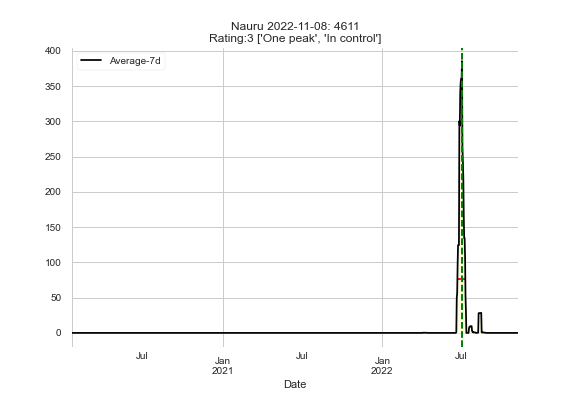 Nauru 2022-11-08: 4611
Rating:3 ['One peak', 'In control']
Average-7d
400
350
300
250
200
150
100
50
0
Jul
Jan
2021
Jul
Jan
2022
Jul
Date